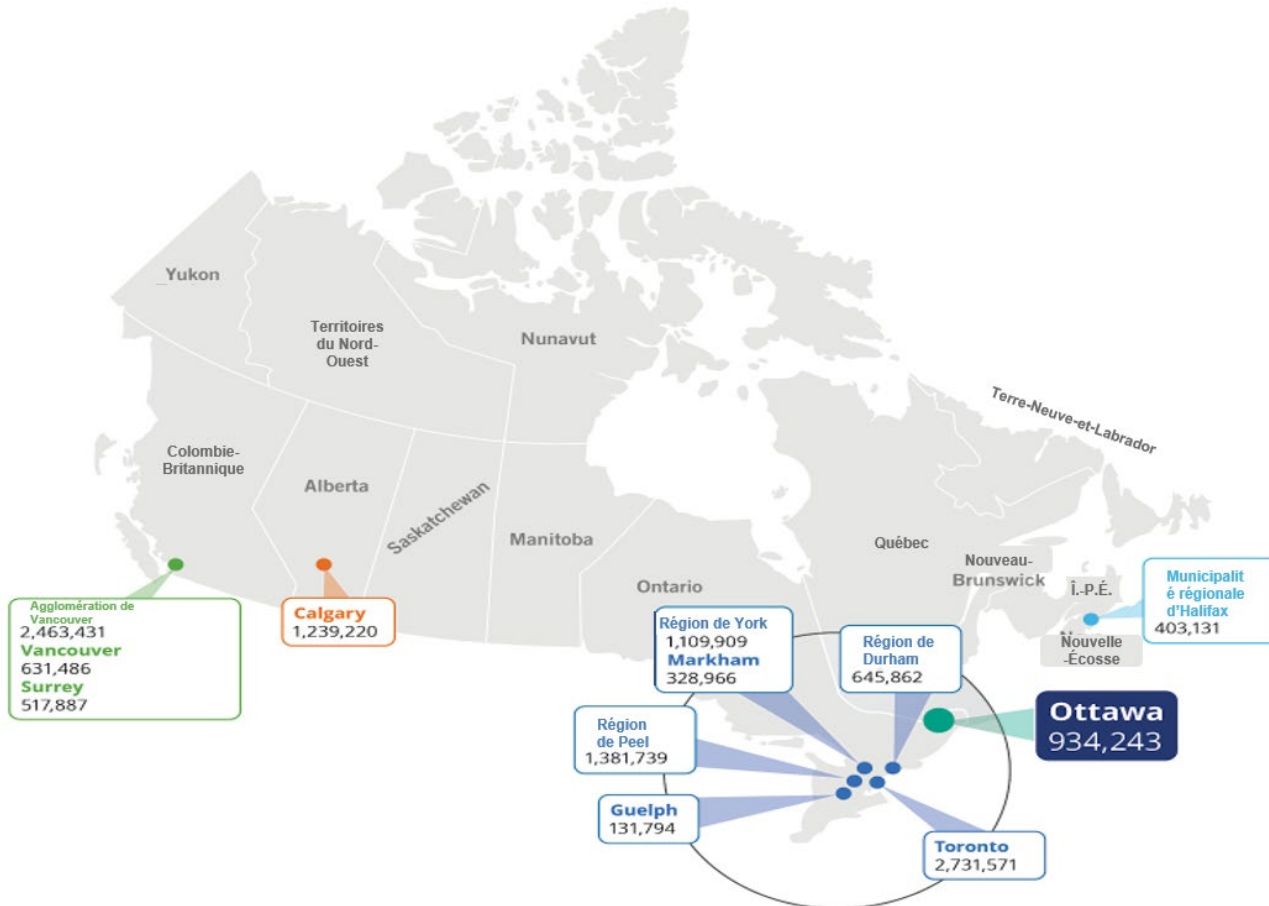 Yukon
Territoires
du Nord-
Ouest
Nunavut
Terre-Neuve-et-Labrador
Colombie-
Britannique
Alberta
Saskatchewan
Manitoba
Ontario
Québec
Nouveau-
Brunswick
Î.-P.É.
Nouvelle
-Écosse
Agglomération de
Vancouver
2,463,431
Vancouver
631,486
Surrey
517,887
Calgary
1,239,220
Région de York
1,109,909
Markham
328,966
Région de
Durham
645,862
Municipalit
é régionale
d'Halifax
403,131
Ottawa
934,243
Région
de Peel
1,381,739
Guelph
131,794
Toronto
2,731,571